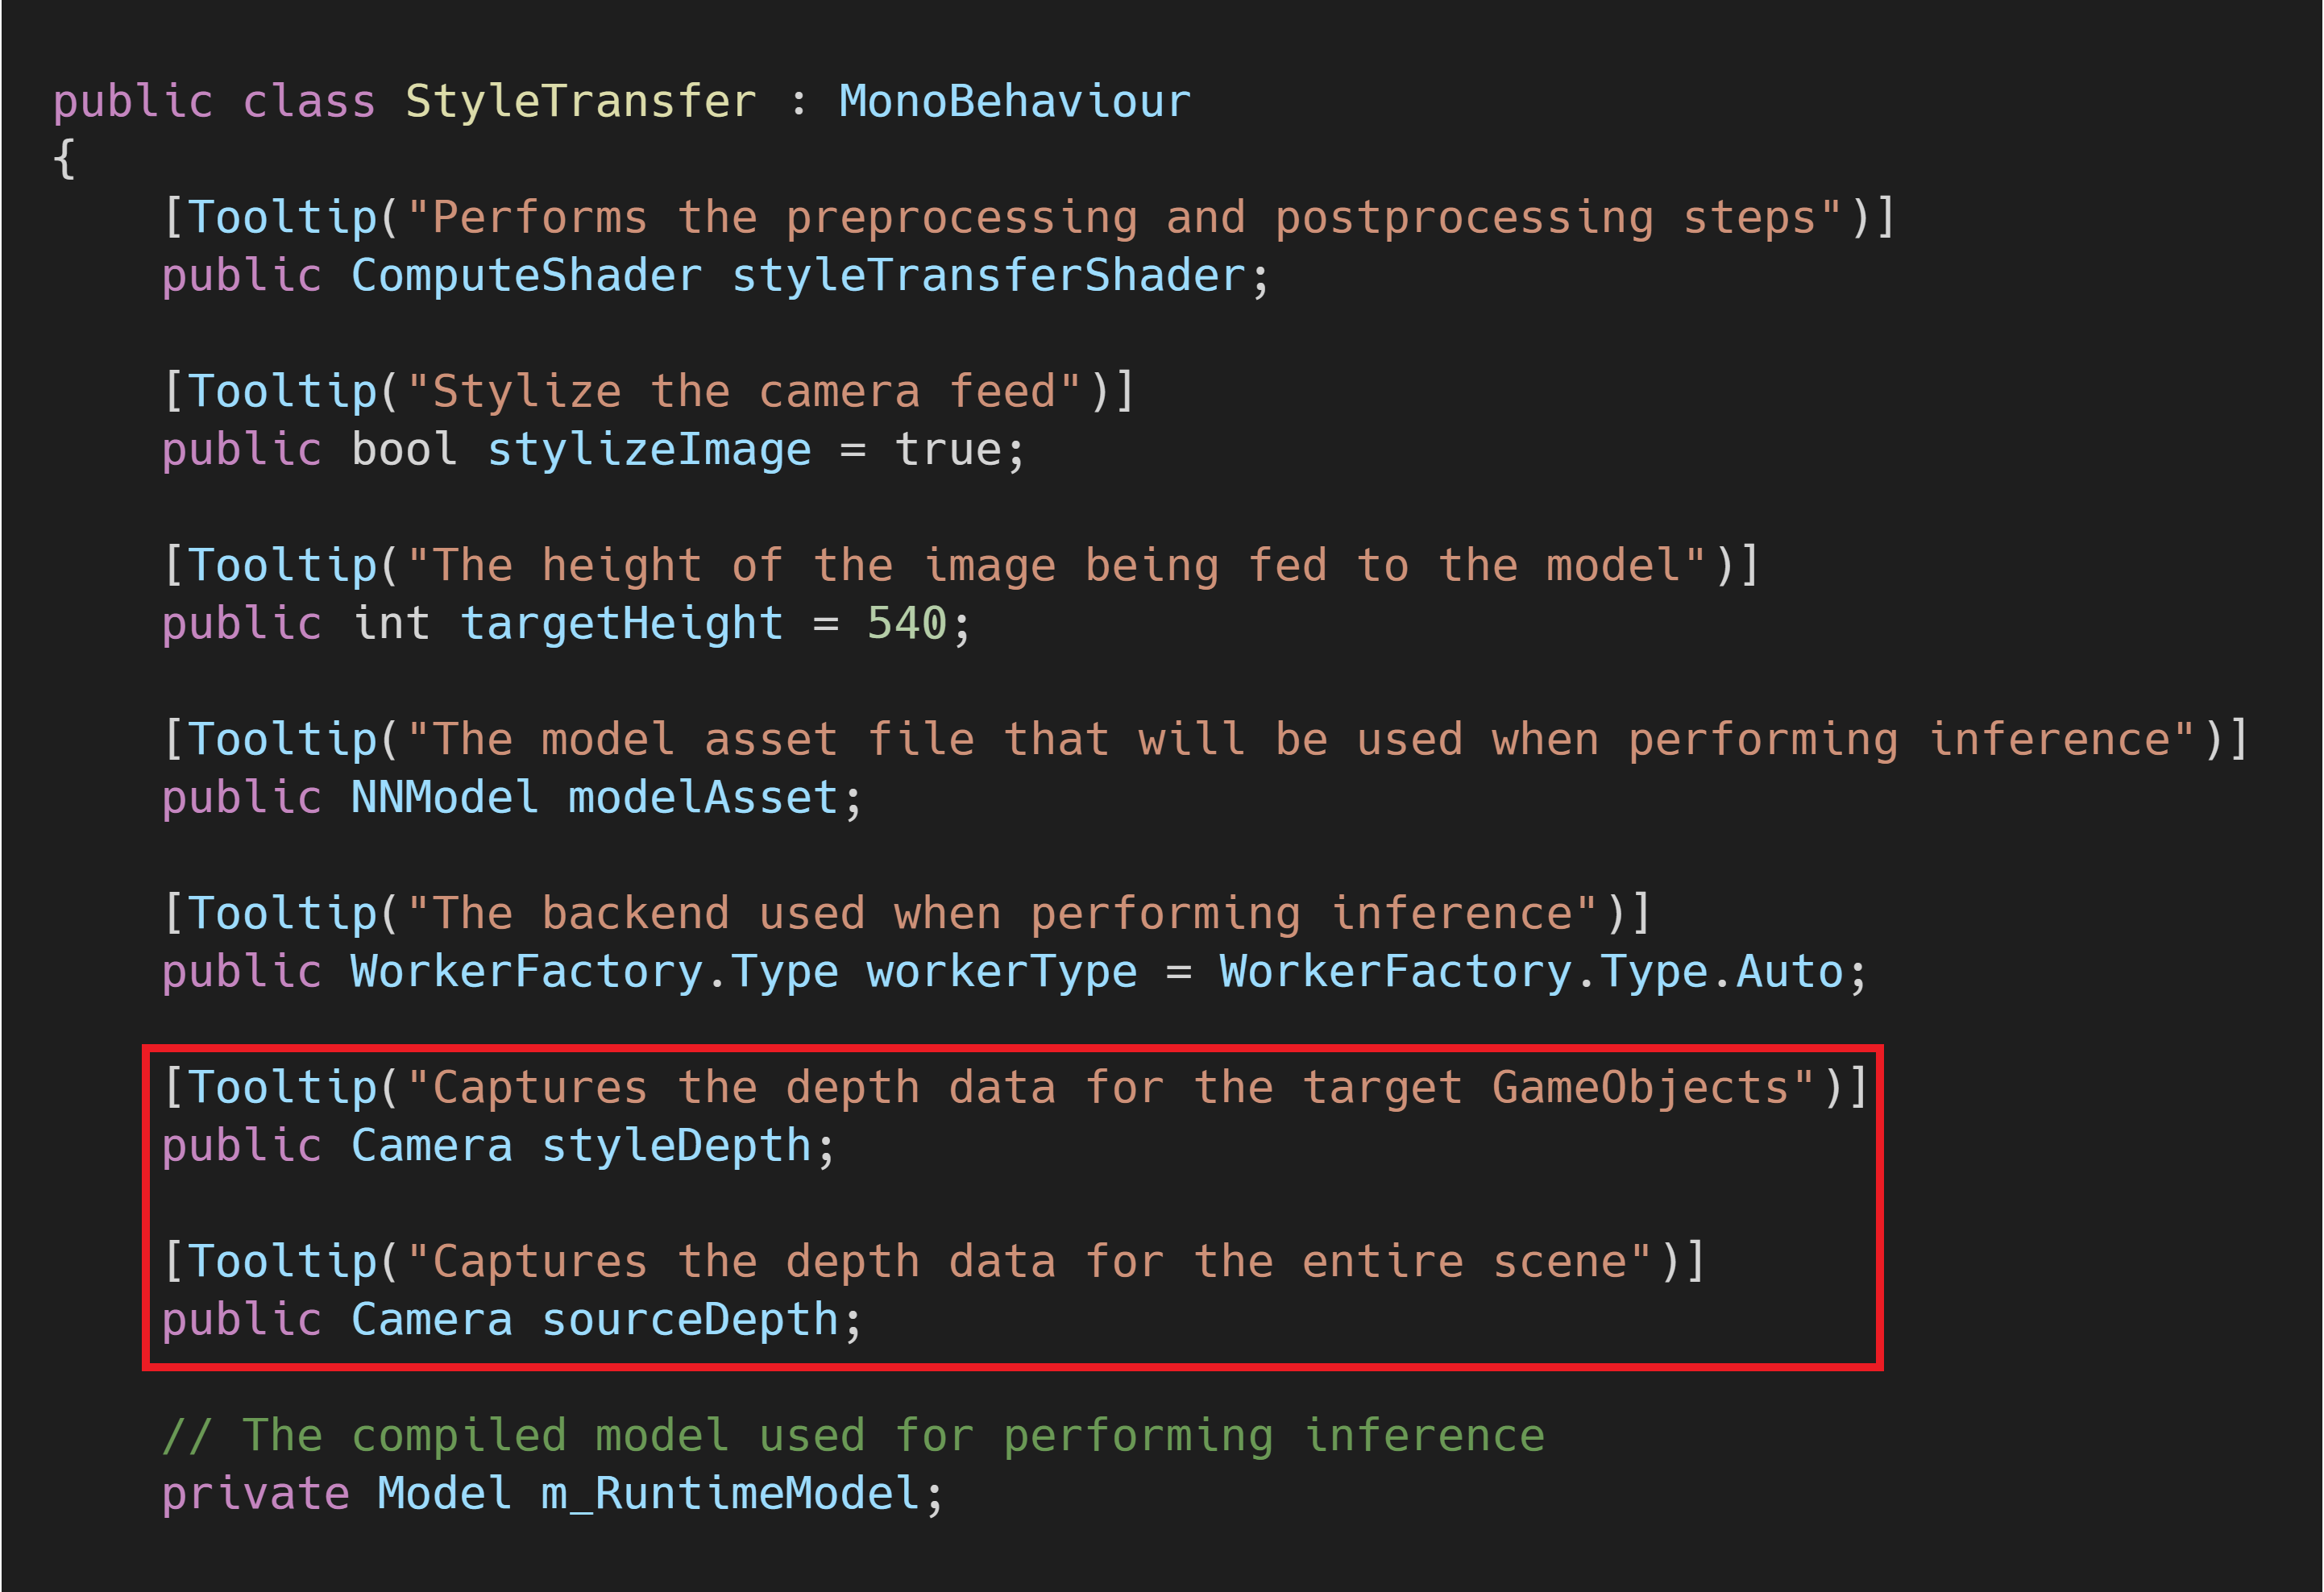 public class StyleTransfer : MonoBehaviour
{
    [Tooltip("Performs the preprocessing and postprocessing steps")]
    public ComputeShader styleTransferShader;

    [Tooltip("Stylize the camera feed")]
    public bool stylizeImage = true;

    [Tooltip("The height of the image being fed to the model")]
    public int targetHeight = 540;

    [Tooltip("The model asset file that will be used when performing inference")]
    public NNModel modelAsset;

    [Tooltip("The backend used when performing inference")]
    public WorkerFactory.Type workerType = WorkerFactory.Type.Auto;

    [Tooltip("Captures the depth data for the target GameObjects")]
    public Camera styleDepth;

    [Tooltip("Captures the depth data for the entire scene")]
    public Camera sourceDepth;

    // The compiled model used for performing inference
    private Model m_RuntimeModel;